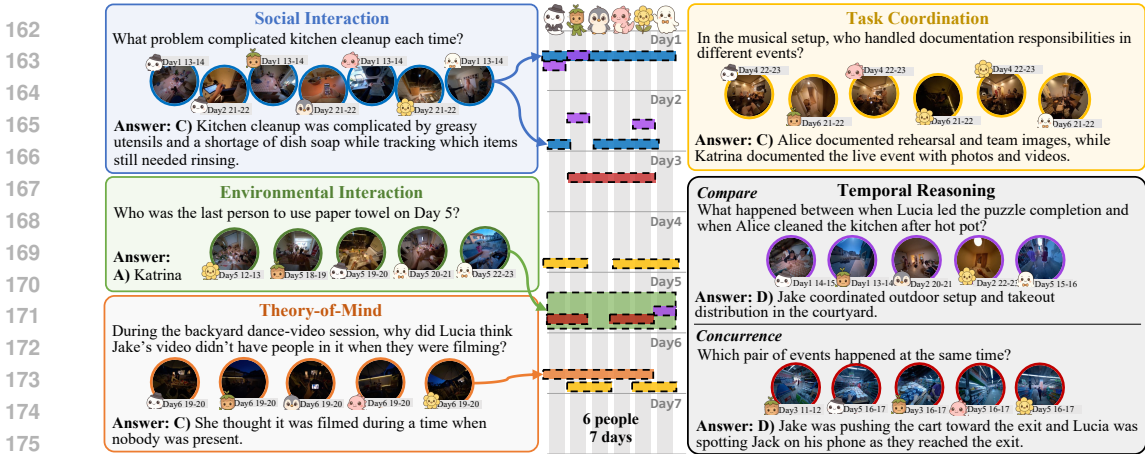 162
163
164
165
166
167
168
169
170
171
172
173
174
175
Social Interaction
What problem complicated kitchen cleanup each time?
Day1 13-14
Day1 13-14
Day1 13-14
Day1 13-14
Day2 21-22
Day2 21-22
Day2 21-22
Answer: C) Kitchen cleanup was complicated by greasy
utensils and a shortage of dish soap while tracking which items
still needed rinsing.
Environmental Interaction
Who was the last person to use paper towel on Day 5?
Answer:
A) Katrina
Day5 12-13
Day5 18-19
Day5 19-20
Day5 20-21
Day5 22-23
Theory-of-Mind
During the backyard dance-video session, why did Lucia think
Jake's video didn't have people in it when they were filming?
Day6 19-20
Day6 19-20
Day6 19-20
Day6 19-20
Day6 19-20
Answer: C) She thought it was filmed during a time when
nobody was present.
Day1
Day2
Day3
Day4
Day5
Day6
Day7
6 people
7 days
Task Coordination
In the musical setup, who handled documentation responsibilities in
different events?
Day4 22-23
Day4 22-23
Day4 22-23
Day6 21-22
Day6 21-22
Day6 21-22
Answer: C) Alice documented rehearsal and team images, while
Katrina documented the live event with photos and videos.
Compare
Temporal Reasoning
What happened between when Lucia led the puzzle completion and
when Alice cleaned the kitchen after hot pot?
Day1 14-15
Day1 13-14
Day2 20-21
Day2 22-23
Day5 15-16
Answer: D) Jake coordinated outdoor setup and takeout
distribution in the courtyard.
Concurrence
Which pair of events happened at the same time?
Day3 11-12
Day5 16-17
Day3 16-17
Day5 16-17
Day5 16-17
Answer: D) Jake was pushing the cart toward the exit and Lucia was
spotting Jack on his phone as they reached the exit.